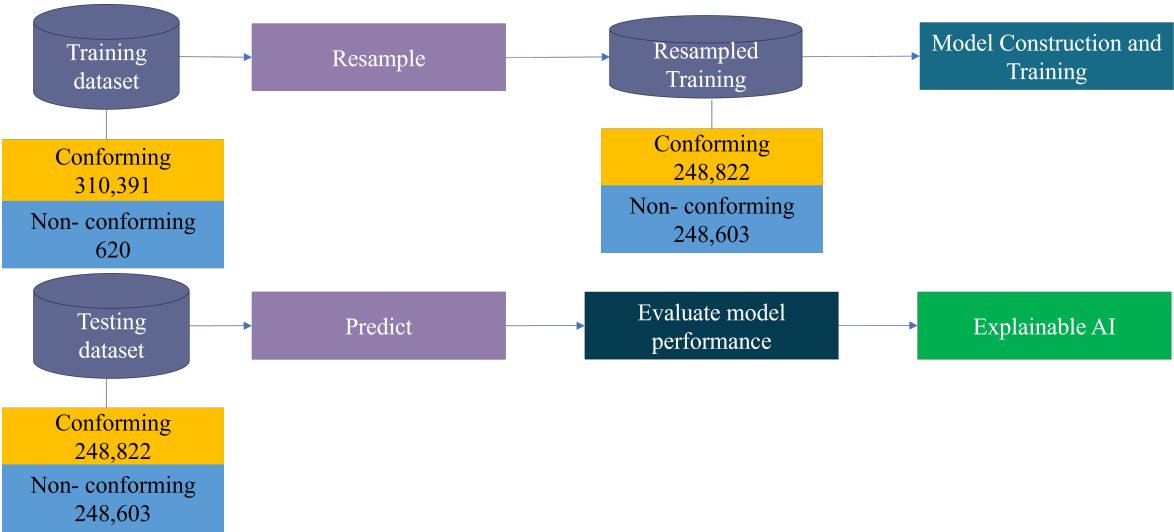 Training
dataset
Resample
Resampled
Training
Model Construction and
Training
Conforming
310,391
Non- conforming
620
Conforming
248,822
Non- conforming
248,603
Testing
dataset
Predict
Evaluate model
performance
Explainable AI
Conforming
248,822
Non- conforming
248,603